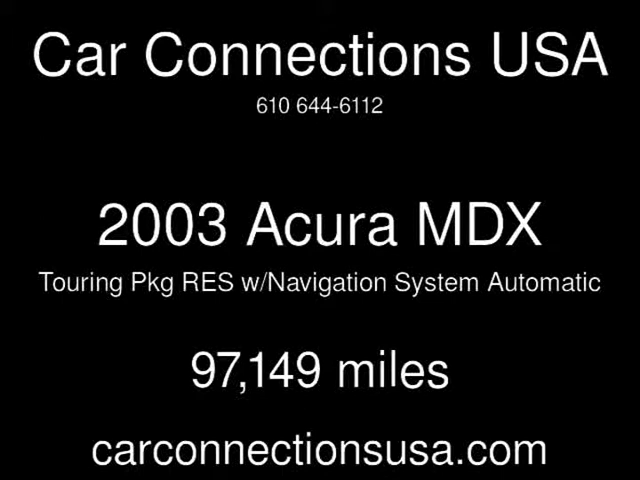 Car Connections USA
610 644-6112
2003 Acura MDX
Touring Pkg RES w/Navigation System Automatic
97,149 miles
carconnectionsusa.com